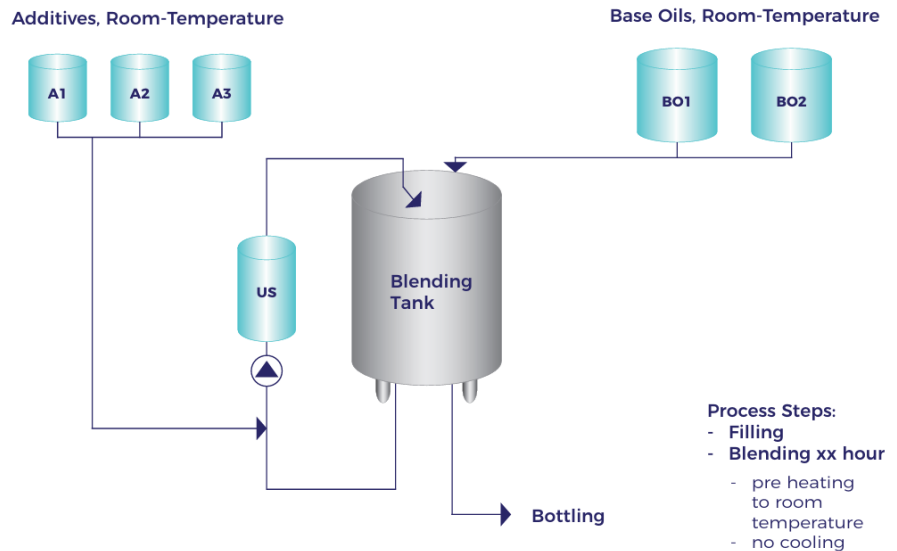 Additives, Room-Temperature
Base Oils, Room-Temperature
A1
A2
A3
BO1
BO2
US
Blending
Tank
Process Steps:
- Filling
- Blending xx hour
- pre heating
to room
temperature
- no cooling
Bottling